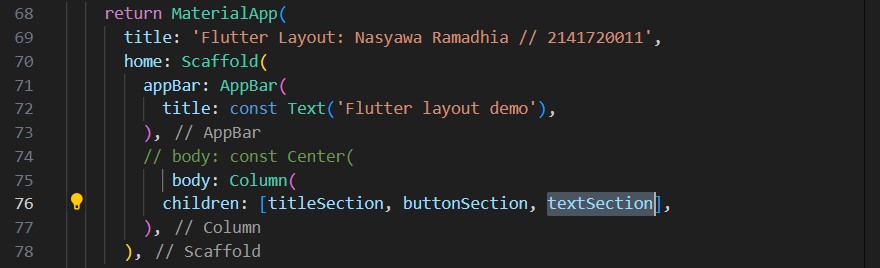 68 return MaterialApp(
69 title: 'Flutter Layout: Nasyawa Ramadhia // 2141720011',
70 home: Scaffold(
71 appBar: AppBar(
72 title: const Text('Flutter layout demo'),
73 ), // AppBar
74 // body: const Center(
75 body: Column(
76 children: [titleSection, buttonSection, textSection],
77 ), // Column
78 ), // Scaffold